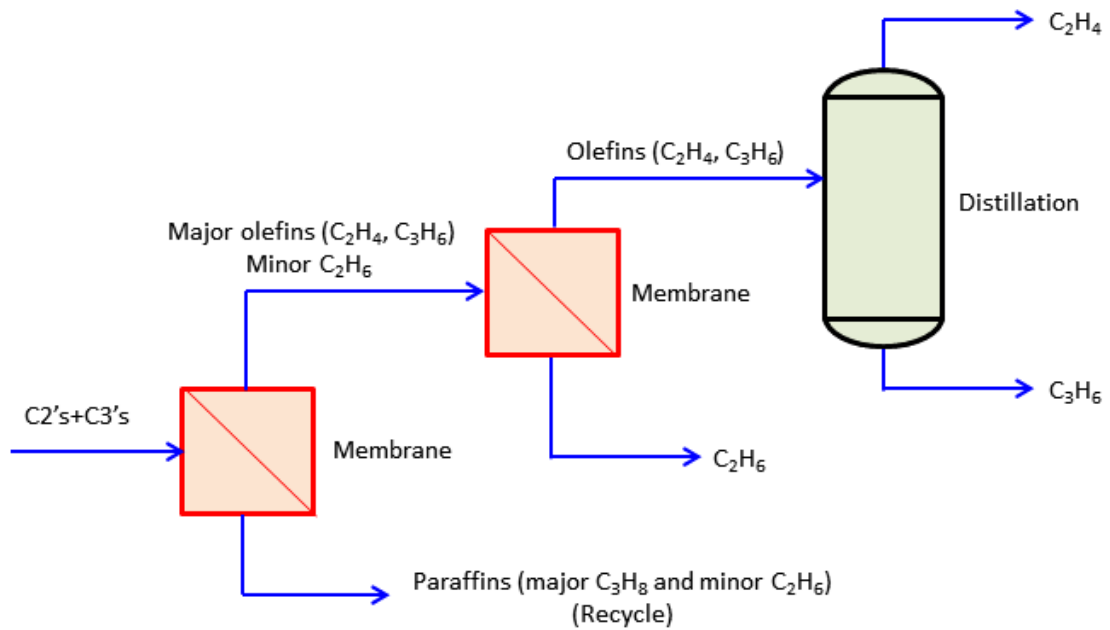 C₂H₄
Olefins (C₂H₄, C₃H₆)
Distillation
Major olefins (C₂H₄, C₃H₆)
Minor C₂H₆
Membrane
C₃H₆
C2’s+C3’s
Membrane
C₂H₆
Paraffins (major C₃H₈ and minor C₂H₆)
(Recycle)